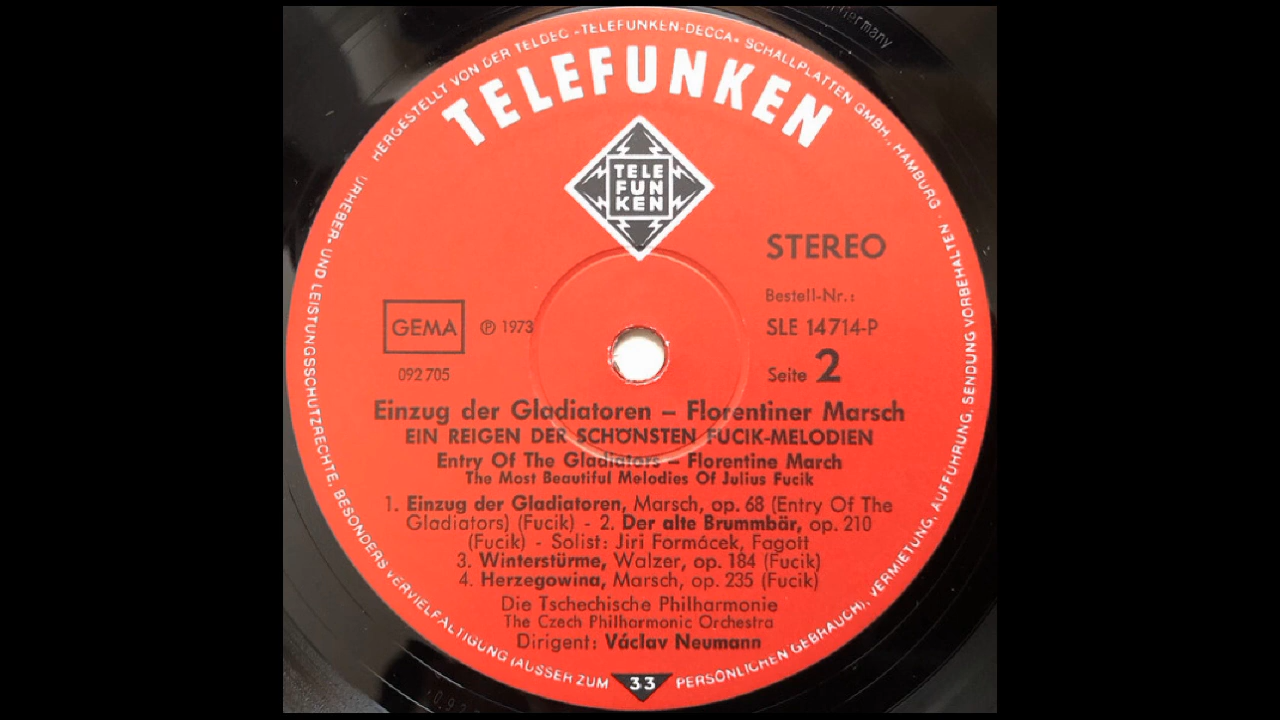 HERGESTELLT VON DER TELDEC »TELEFUNKEN-DECCA« SCHALLPLATTEN GMBH., HAMBURG · URHEBER- UND LEISTUNGSSCHUTZRECHTE, BESONDERS VERVIELFÄLTIGUNG (AUSSER ZUM PERSÖNLICHEN GEBRAUCH), VERMIETUNG, AUFFÜHRUNG, SENDUNG VORBEHALTEN ·
TELEFUNKEN
TELE
FUN
KEN
STEREO
Bestell-Nr.:
GEMA ℗ 1973 SLE 14714-P
092 705 Seite 2
Einzug der Gladiatoren – Florentiner Marsch
EIN REIGEN DER SCHÖNSTEN FUCIK-MELODIEN
Entry Of The Gladiators – Florentine March
The Most Beautiful Melodies Of Julius Fucik
1. Einzug der Gladiatoren, Marsch, op. 68 (Entry Of The
Gladiators) (Fucik) - 2. Der alte Brummbär, op. 210
(Fucik) - Solist: Jiri Formácek, Fagott
3. Winterstürme, Walzer, op. 184 (Fucik)
4. Herzegowina, Marsch, op. 235 (Fucik)
Die Tschechische Philharmonie
The Czech Philharmonic Orchestra
Dirigent: Václav Neumann
33
Germany